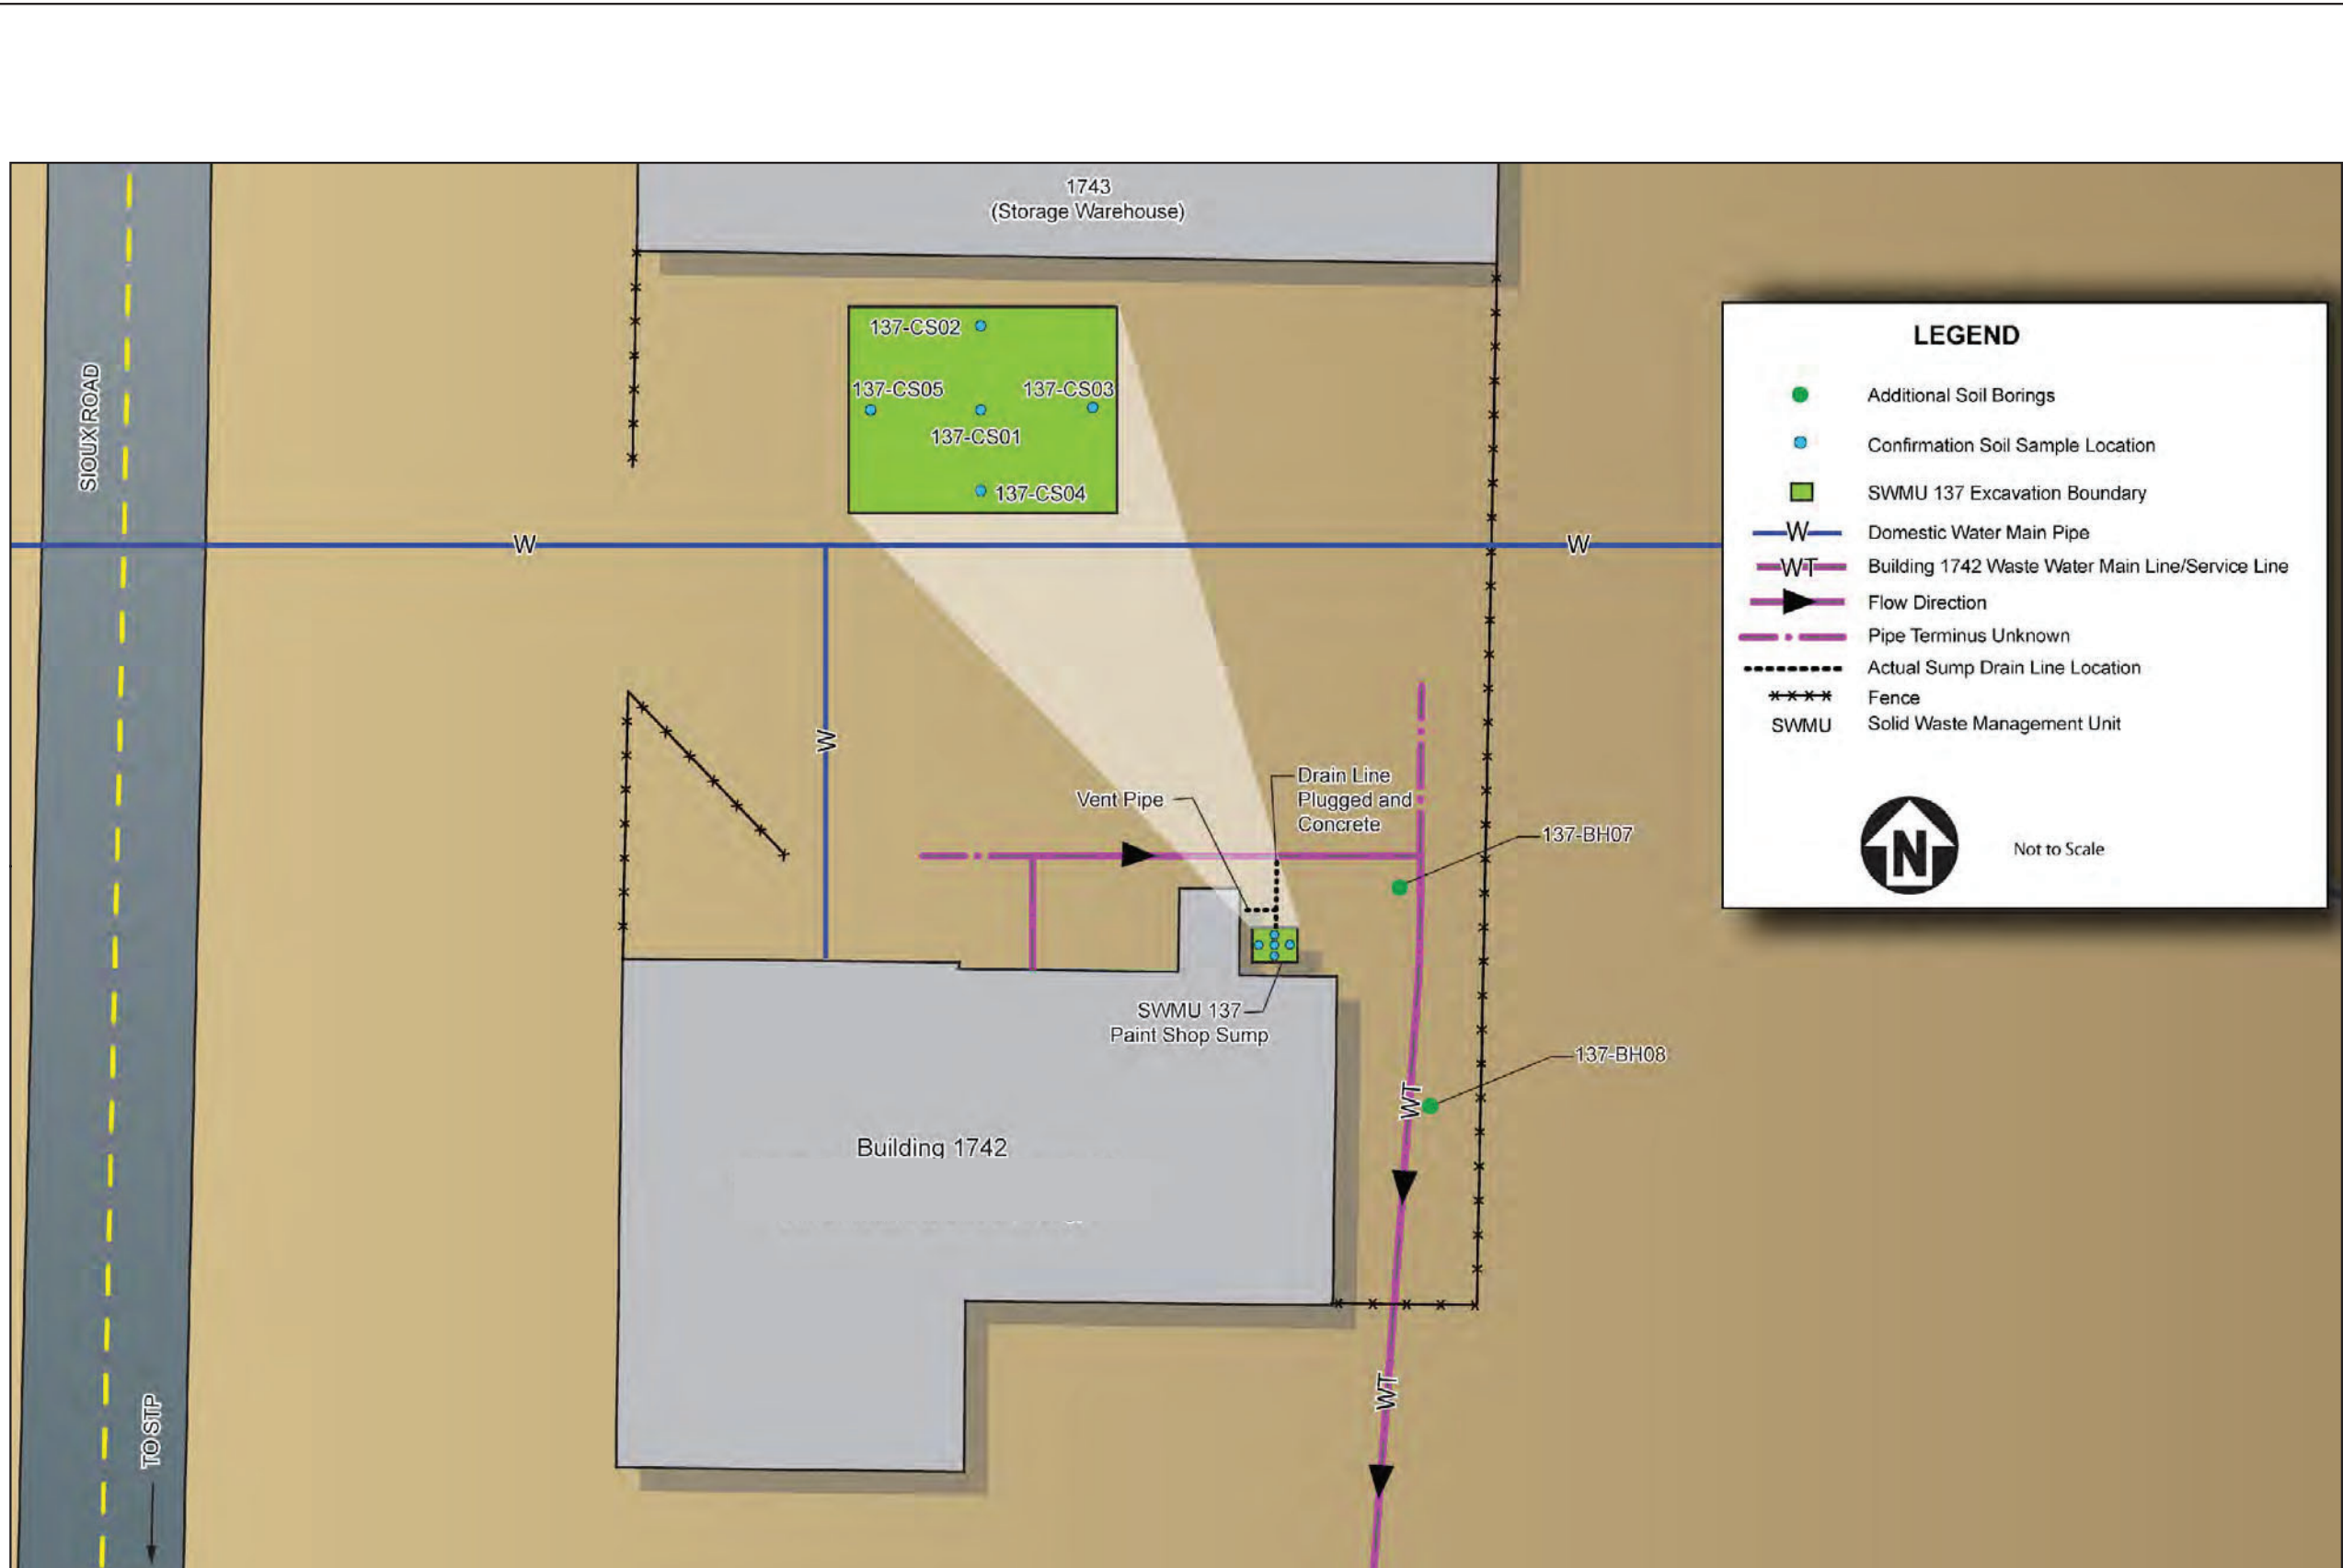 1743
(Storage Warehouse)
137-CS02
137-CS05
137-CS03
137-CS01
137-CS04
SIOUX ROAD
W
W
W
Vent Pipe
Drain Line
Plugged and
Concrete
137-BH07
SWMU 137
Paint Shop Sump
137-BH08
WT
Building 1742
WT
TO STP
LEGEND
Additional Soil Borings
Confirmation Soil Sample Location
SWMU 137 Excavation Boundary
W Domestic Water Main Pipe
WT Building 1742 Waste Water Main Line/Service Line
Flow Direction
Pipe Terminus Unknown
Actual Sump Drain Line Location
Fence
SWMU Solid Waste Management Unit
N Not to Scale